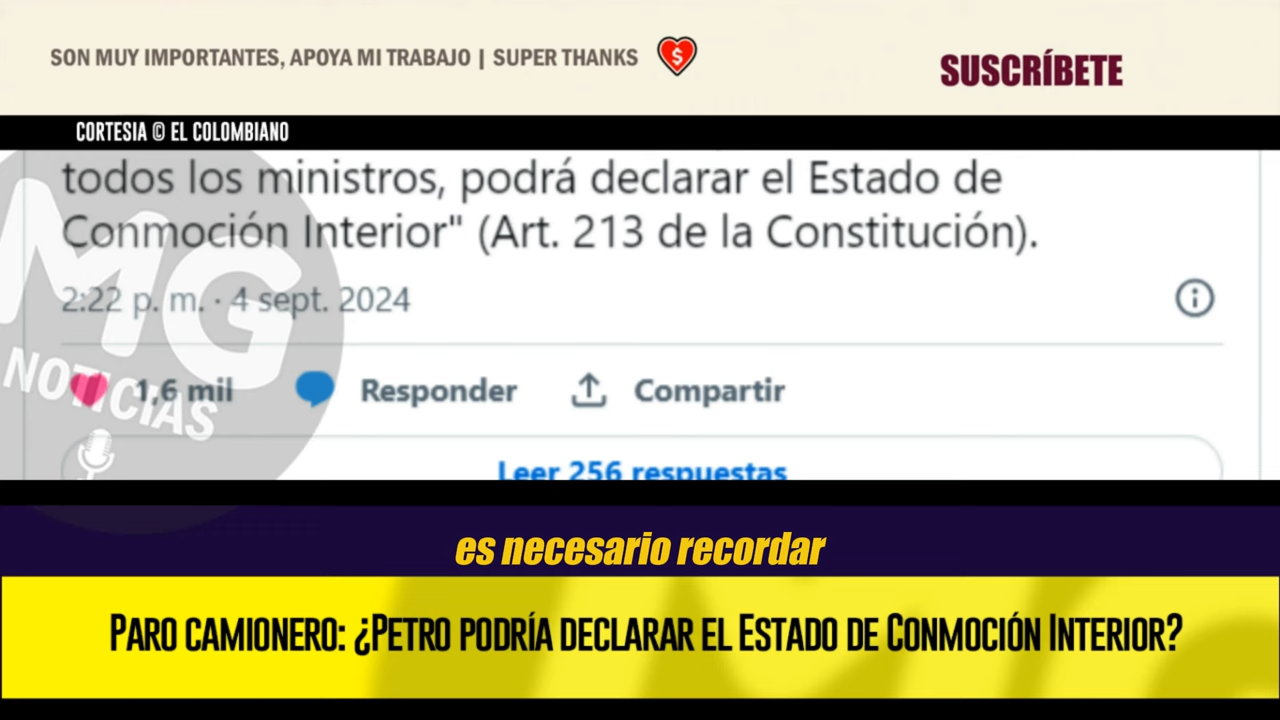 SON MUY IMPORTANTES, APOYA MI TRABAJO | SUPER THANKS $
SUSCRÍBETE
CORTESIA © EL COLOMBIANO
todos los ministros, podrá declarar el Estado de
Conmoción Interior" (Art. 213 de la Constitución).
2:22 p. m. · 4 sept. 2024
1,6 mil Responder Compartir
Leer 256 respuestas
MG
NOTICIAS
es necesario recordar
PARO CAMIONERO: ¿PETRO PODRÍA DECLARAR EL ESTADO DE CONMOCIÓN INTERIOR?